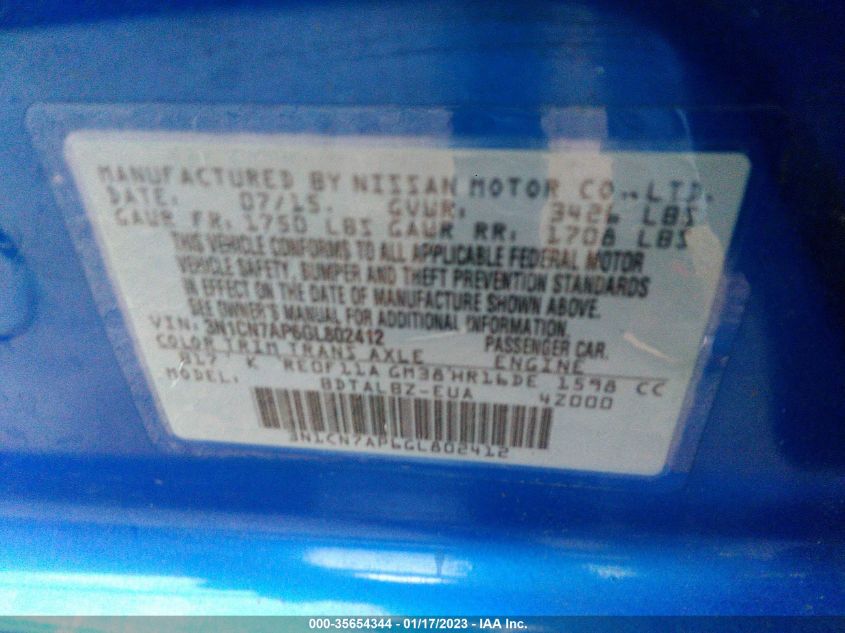 MANUFACTURED BY NISSAN MOTOR CO., LTD.
DATE: 07/15. GVWR: 3426 LBS
GAWR FR: 1750 LBS GAWR RR: 1708 LBS
THIS VEHICLE CONFORMS TO ALL APPLICABLE FEDERAL MOTOR
VEHICLE SAFETY, BUMPER AND THEFT PREVENTION STANDARDS
IN EFFECT ON THE DATE OF MANUFACTURE SHOWN ABOVE.
SEE OWNER'S MANUAL FOR ADDITIONAL INFORMATION.
VIN: 3N1CN7AP6GL802412 PASSENGER CAR.
COLOR TRIM TRANS AXLE ENGINE
K RE0F11A GM38 HR16DE 1598 CC
MODEL: BDTALBZ-EUA 42000
3N1CN7AP6GL802412
000-35654344 - 01/17/2023 - IAA Inc.